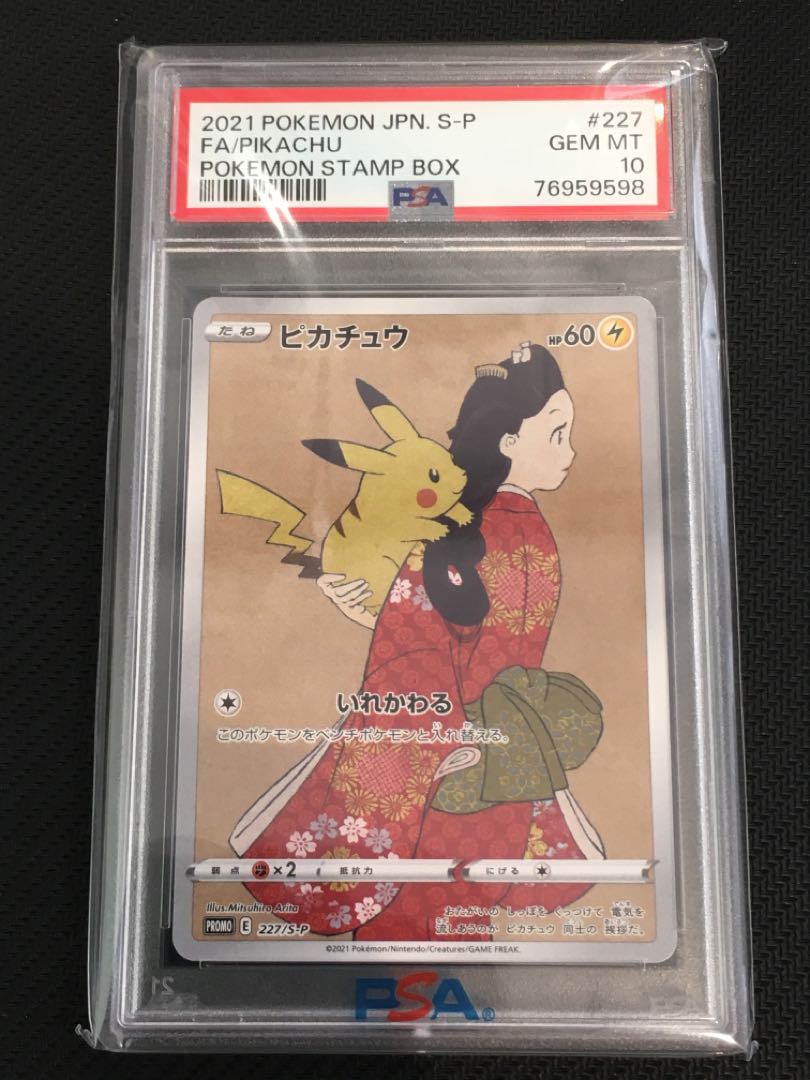 2021 POKEMON JPN. S-P #227
FA/PIKACHU GEM MT
POKEMON STAMP BOX 10
PSA 76959598
たね ピカチュウ HP60
いれかわる
このポケモンをベンチポケモンと入れ替える。
弱点 ×2 抵抗力 にげる
Illus. Mitsuhiro Arita
PROMO E 227/S-P
おたがいの しっぽを くっつけて 電気を
流しあうのが ピカチュウ 同士の 挨拶だ。
©2021 Pokémon/Nintendo/Creatures/GAME FREAK.
PSA®